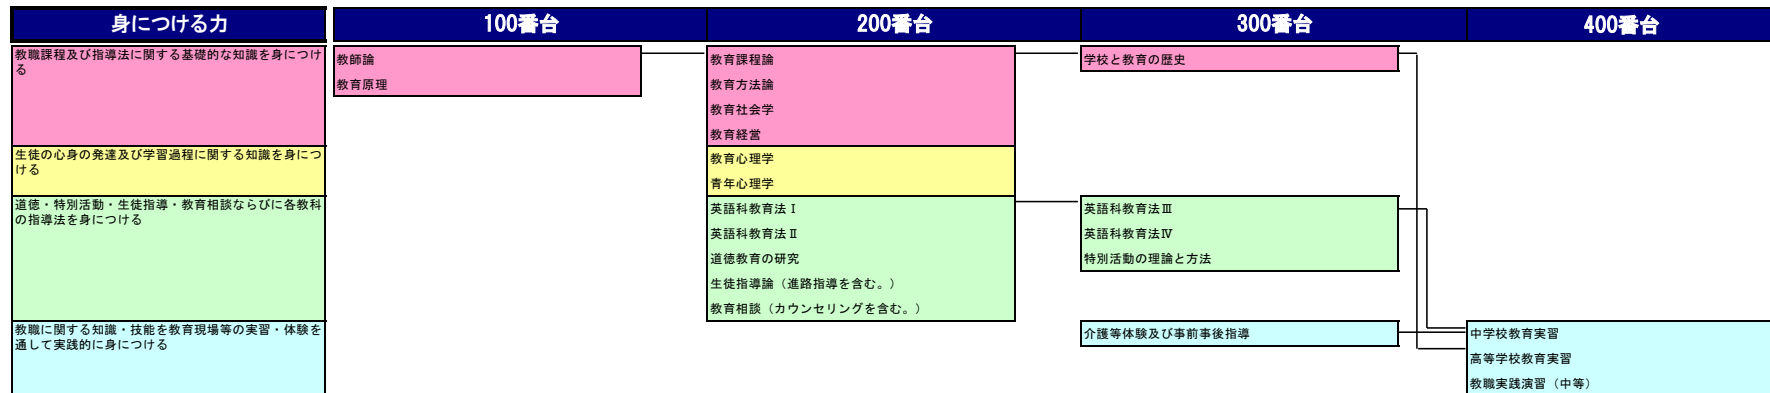 身につける力 100番台 200番台 300番台 400番台
教職課程及び指導法に関する基礎的な知識を身につけ
る
教師論
教育原理
教育課程論
教育方法論
教育社会学
教育経営
学校と教育の歴史
生徒の心身の発達及び学習過程に関する知識を身につ
ける
教育心理学
青年心理学
道徳・特別活動・生徒指導・教育相談ならびに各教科
の指導法を身につける
英語科教育法Ⅰ
英語科教育法Ⅱ
道徳教育の研究
生徒指導論（進路指導を含む。）
教育相談（カウンセリングを含む。）
英語科教育法Ⅲ
英語科教育法Ⅳ
特別活動の理論と方法
教職に関する知識・技能を教育現場等の実習・体験を
通して実践的に身につける
介護等体験及び事前事後指導
中学校教育実習
高等学校教育実習
教職実践演習（中等）